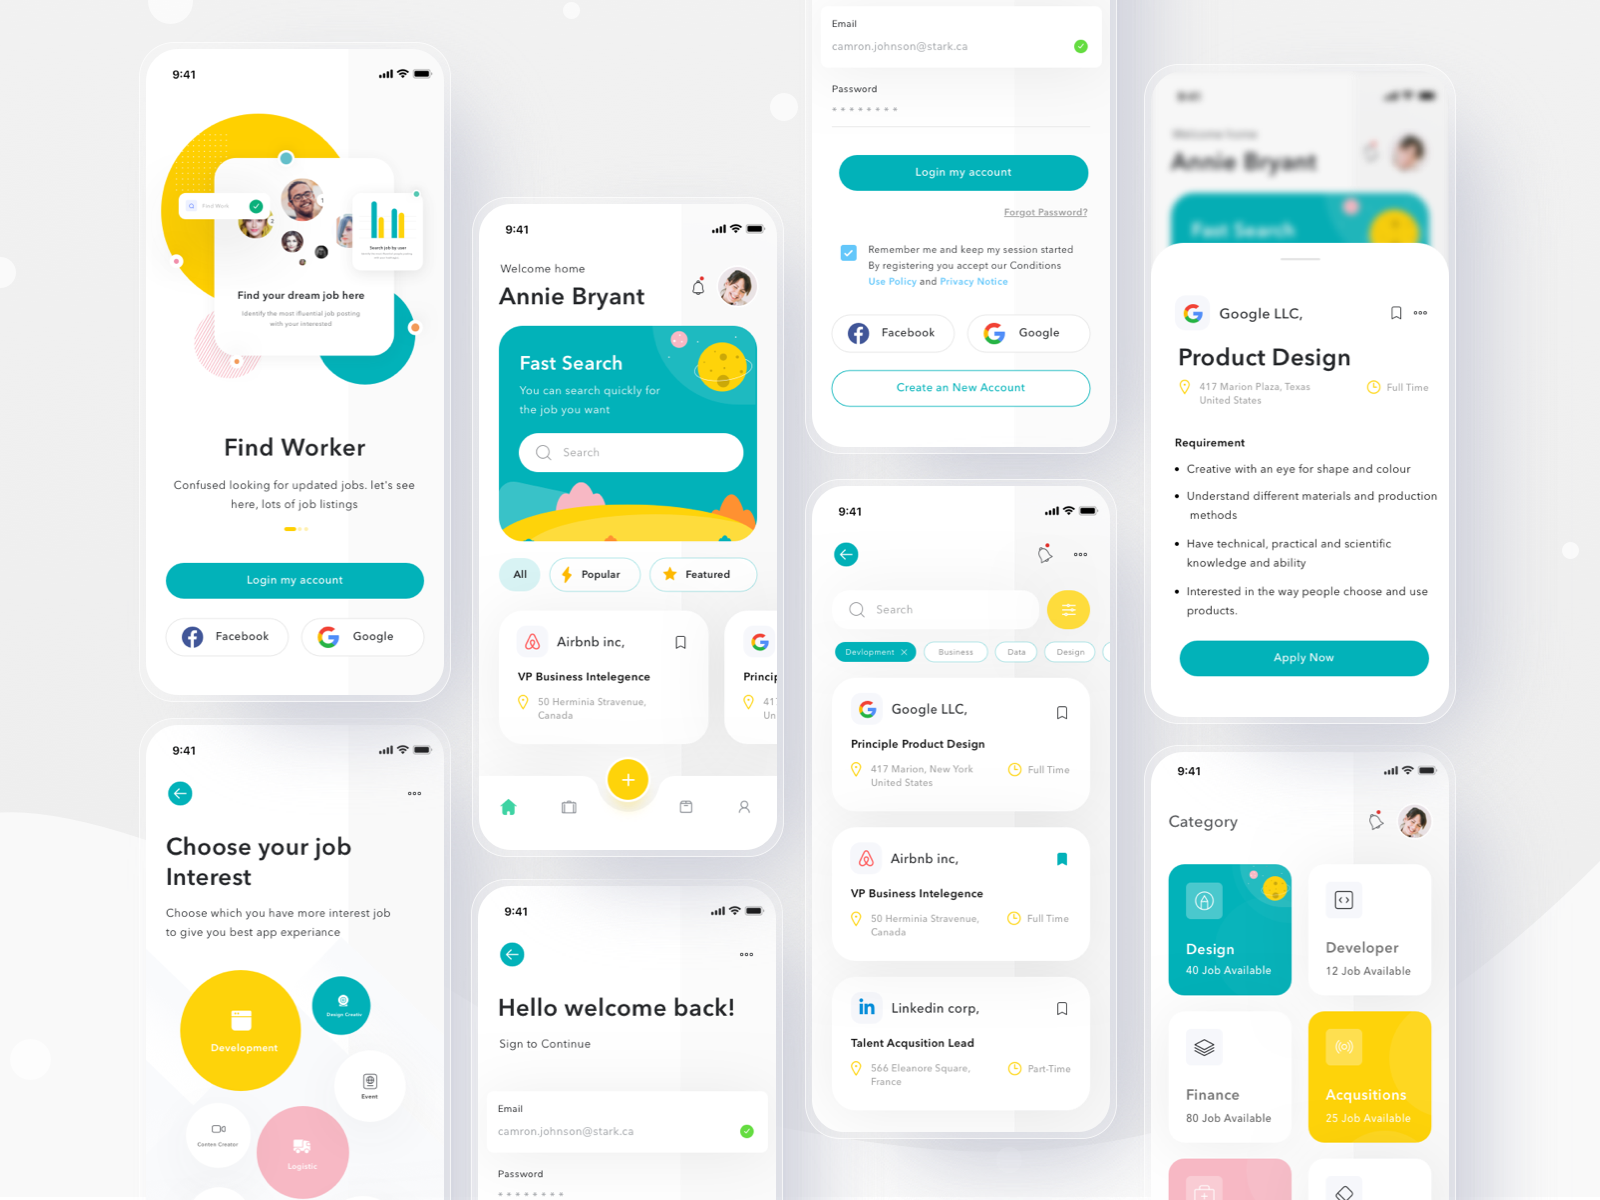 9:41
Find Work
1
2
Search job by user
Find your dream job here
Identify the most ifluential job posting
with your interested
Find Worker
Confused looking for updated jobs. let's see
here, lots of job listings
Login my account
Facebook
Google
9:41
Choose your job
Interest
Choose which you have more interest job
to give you best app experiance
Development
Design Creativ
Event
Conten Creator
Logistic
9:41
Welcome home
Annie Bryant
Fast Search
You can search quickly for
the job you want
Search
All
Popular
Featured
Airbnb inc,
VP Business Intelegence
50 Herminia Stravenue,
Canada
Princip
417
Un
9:41
Hello welcome back!
Sign to Continue
Email
camron.johnson@stark.ca
Password
********
Email
camron.johnson@stark.ca
Password
********
Login my account
Forgot Password?
Remember me and keep my session started
By registering you accept our Conditions
Use Policy and Privacy Notice
Facebook
Google
Create an New Account
9:41
Search
Devlopment
Business
Data
Design
Google LLC,
Principle Product Design
417 Marion, New York
United States
Full Time
Airbnb inc,
VP Business Intelegence
50 Herminia Stravenue,
Canada
Full Time
Linkedin corp,
Talent Acqusition Lead
566 Eleanore Square,
France
Part-Time
9:41
Welcome home
Annie Bryant
Fast Search
Google LLC,
Product Design
417 Marion Plaza, Texas
United States
Full Time
Requirement
Creative with an eye for shape and colour
Understand different materials and production
methods
Have technical, practical and scientific
knowledge and ability
Interested in the way people choose and use
products.
Apply Now
9:41
Category
Design
40 Job Available
Developer
12 Job Available
Finance
80 Job Available
Acqusitions
25 Job Available